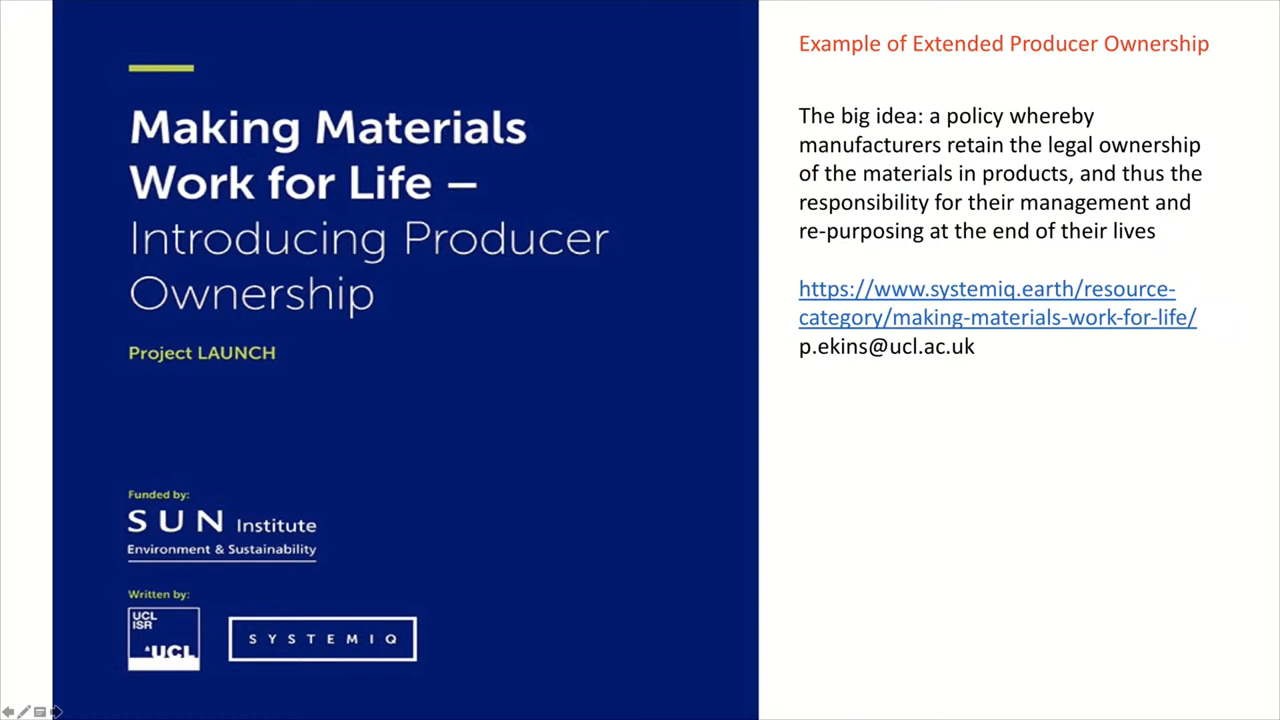 Making Materials
Work for Life –
Introducing Producer
Ownership
Project LAUNCH
Funded by:
SUN Institute
Environment & Sustainability
Written by:
UCL
ISR
UCL
SYSTEMIQ
Example of Extended Producer Ownership
The big idea: a policy whereby
manufacturers retain the legal ownership
of the materials in products, and thus the
responsibility for their management and
re-purposing at the end of their lives
https://www.systemiq.earth/resource-
category/making-materials-work-for-life/
p.ekins@ucl.ac.uk